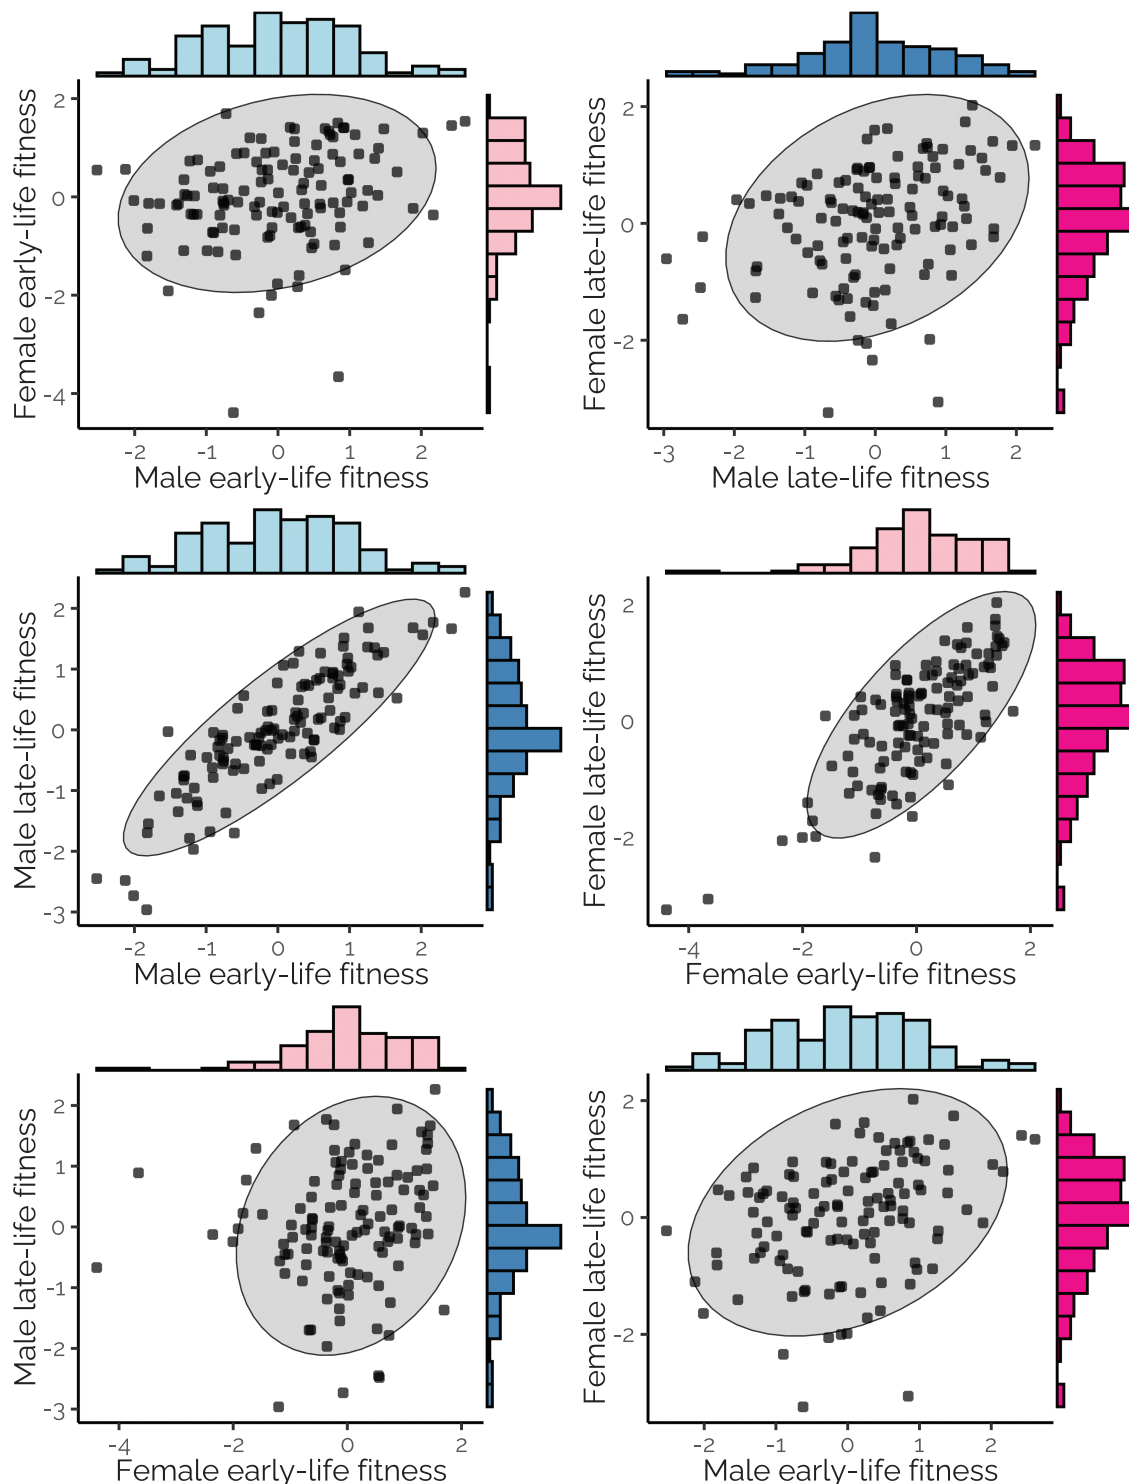 2
0
-2
-4
Female early-life fitness
-2 -1 0 1 2
Male early-life fitness
2
0
-2
Female late-life fitness
-3 -2 -1 0 1 2
Male late-life fitness
2
1
0
-1
-2
-3
Male late-life fitness
-2 -1 0 1 2
Male early-life fitness
2
0
-2
Female late-life fitness
-4 -2 0
Female early-life fitness
2
1
0
-1
-2
-3
Male late-life fitness
-4 -2 0 2
Female early-life fitness
2
0
-2
Female late-life fitness
-2 -1 0 1 2
Male early-life fitness